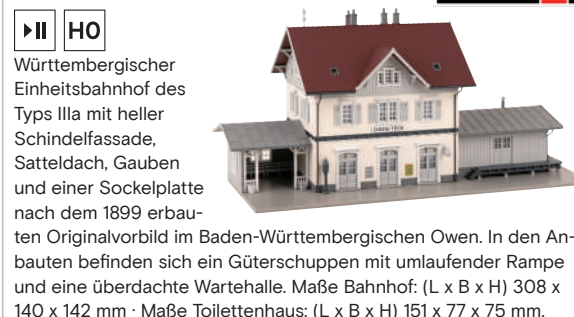 H0
Württembergischer
Einheitsbahnhof des
Typs IIIa mit heller
Schindelfassade,
Satteldach, Gauben
und einer Sockelplatte
nach dem 1899 erbau-
ten Originalvorbild im Baden-Württembergischen Owen. In den An-
bauten befinden sich ein Güterschuppen mit umlaufender Rampe
und eine überdachte Wartehalle. Maße Bahnhof: (L x B x H) 308 x
140 x 142 mm · Maße Toilettenhaus: (L x B x H) 151 x 77 x 75 mm.